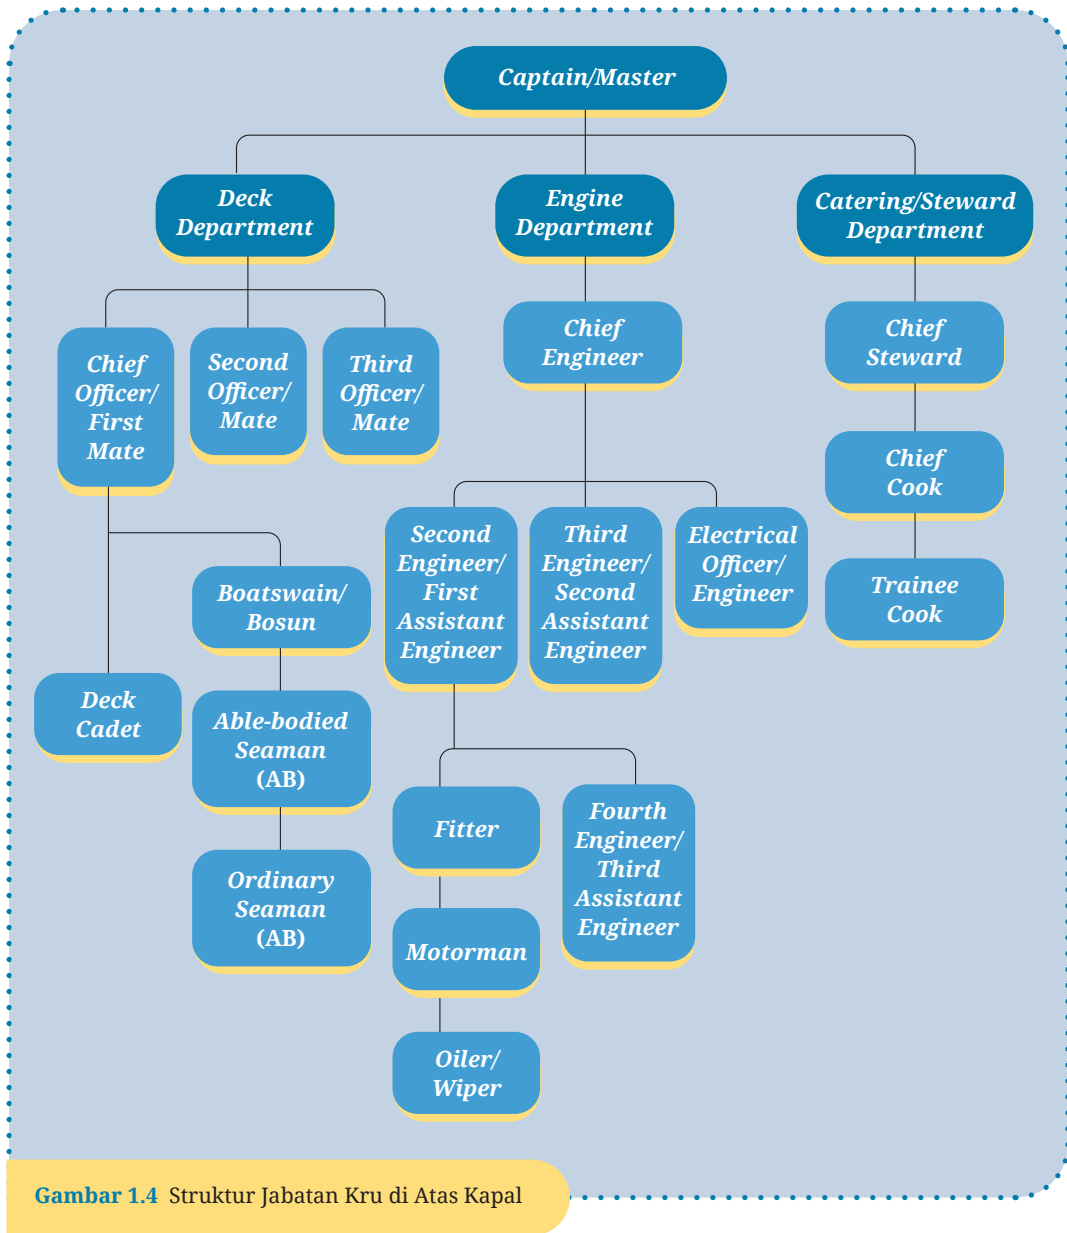 Captain/Master
Deck
Department
Engine
Department
Catering/Steward
Department
Chief
Officer/
First
Mate
Second
Officer/
Mate
Third
Officer/
Mate
Chief
Engineer
Chief
Steward
Chief
Cook
Trainee
Cook
Second
Engineer/
First
Assistant
Engineer
Third
Engineer/
Second
Assistant
Engineer
Electrical
Officer/
Engineer
Boatswain/
Bosun
Deck
Cadet
Able-bodied
Seaman
(AB)
Ordinary
Seaman
(AB)
Fitter
Fourth
Engineer/
Third
Assistant
Engineer
Motorman
Oiler/
Wiper
Gambar 1.4 Struktur Jabatan Kru di Atas Kapal